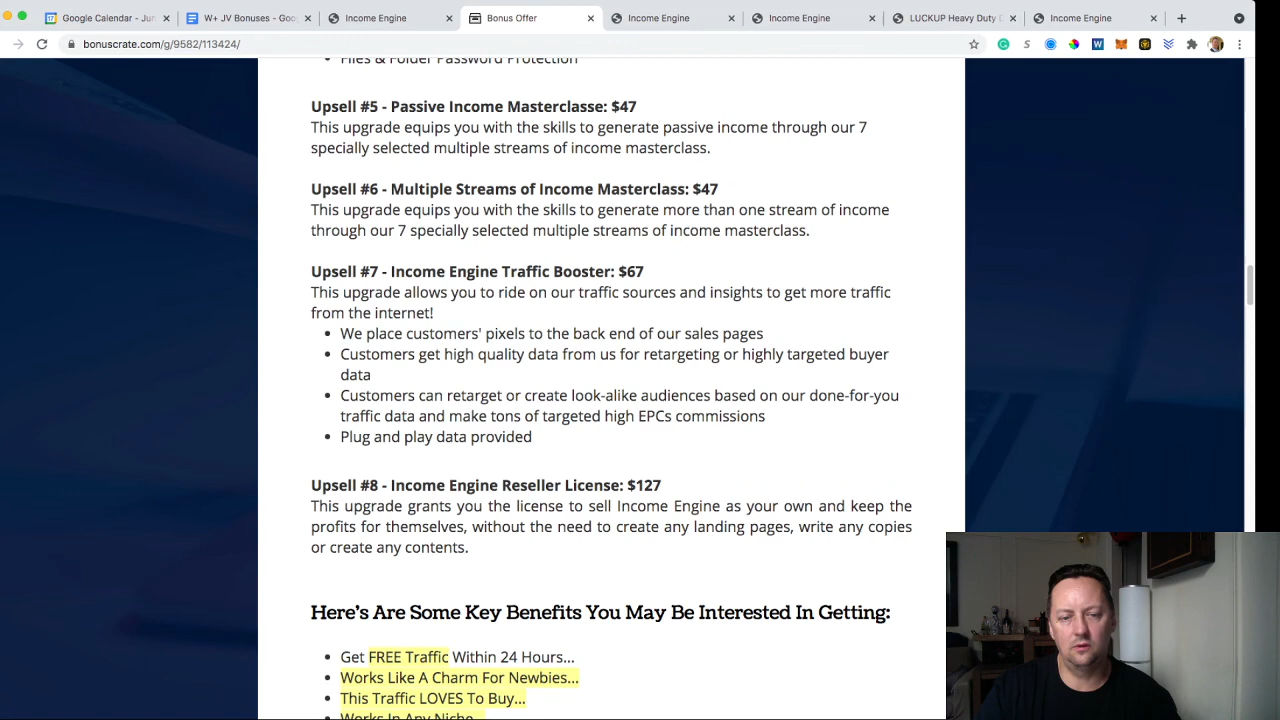 Google Calendar - Jun
W+ JV Bonuses - Goo
Income Engine
Bonus Offer
Income Engine
Income Engine
LUCKUP Heavy Duty D
Income Engine
bonuscrate.com/g/9582/113424/
Files & Folder Password Protection
Upsell #5 - Passive Income Masterclasse: $47
This upgrade equips you with the skills to generate passive income through our 7
specially selected multiple streams of income masterclass.
Upsell #6 - Multiple Streams of Income Masterclass: $47
This upgrade equips you with the skills to generate more than one stream of income
through our 7 specially selected multiple streams of income masterclass.
Upsell #7 - Income Engine Traffic Booster: $67
This upgrade allows you to ride on our traffic sources and insights to get more traffic
from the internet!
• We place customers' pixels to the back end of our sales pages
• Customers get high quality data from us for retargeting or highly targeted buyer
data
• Customers can retarget or create look-alike audiences based on our done-for-you
traffic data and make tons of targeted high EPCs commissions
• Plug and play data provided
Upsell #8 - Income Engine Reseller License: $127
This upgrade grants you the license to sell Income Engine as your own and keep the
profits for themselves, without the need to create any landing pages, write any copies
or create any contents.
Here's Are Some Key Benefits You May Be Interested In Getting:
• Get FREE Traffic Within 24 Hours...
• Works Like A Charm For Newbies...
• This Traffic LOVES To Buy...
• Works In Any Niche...